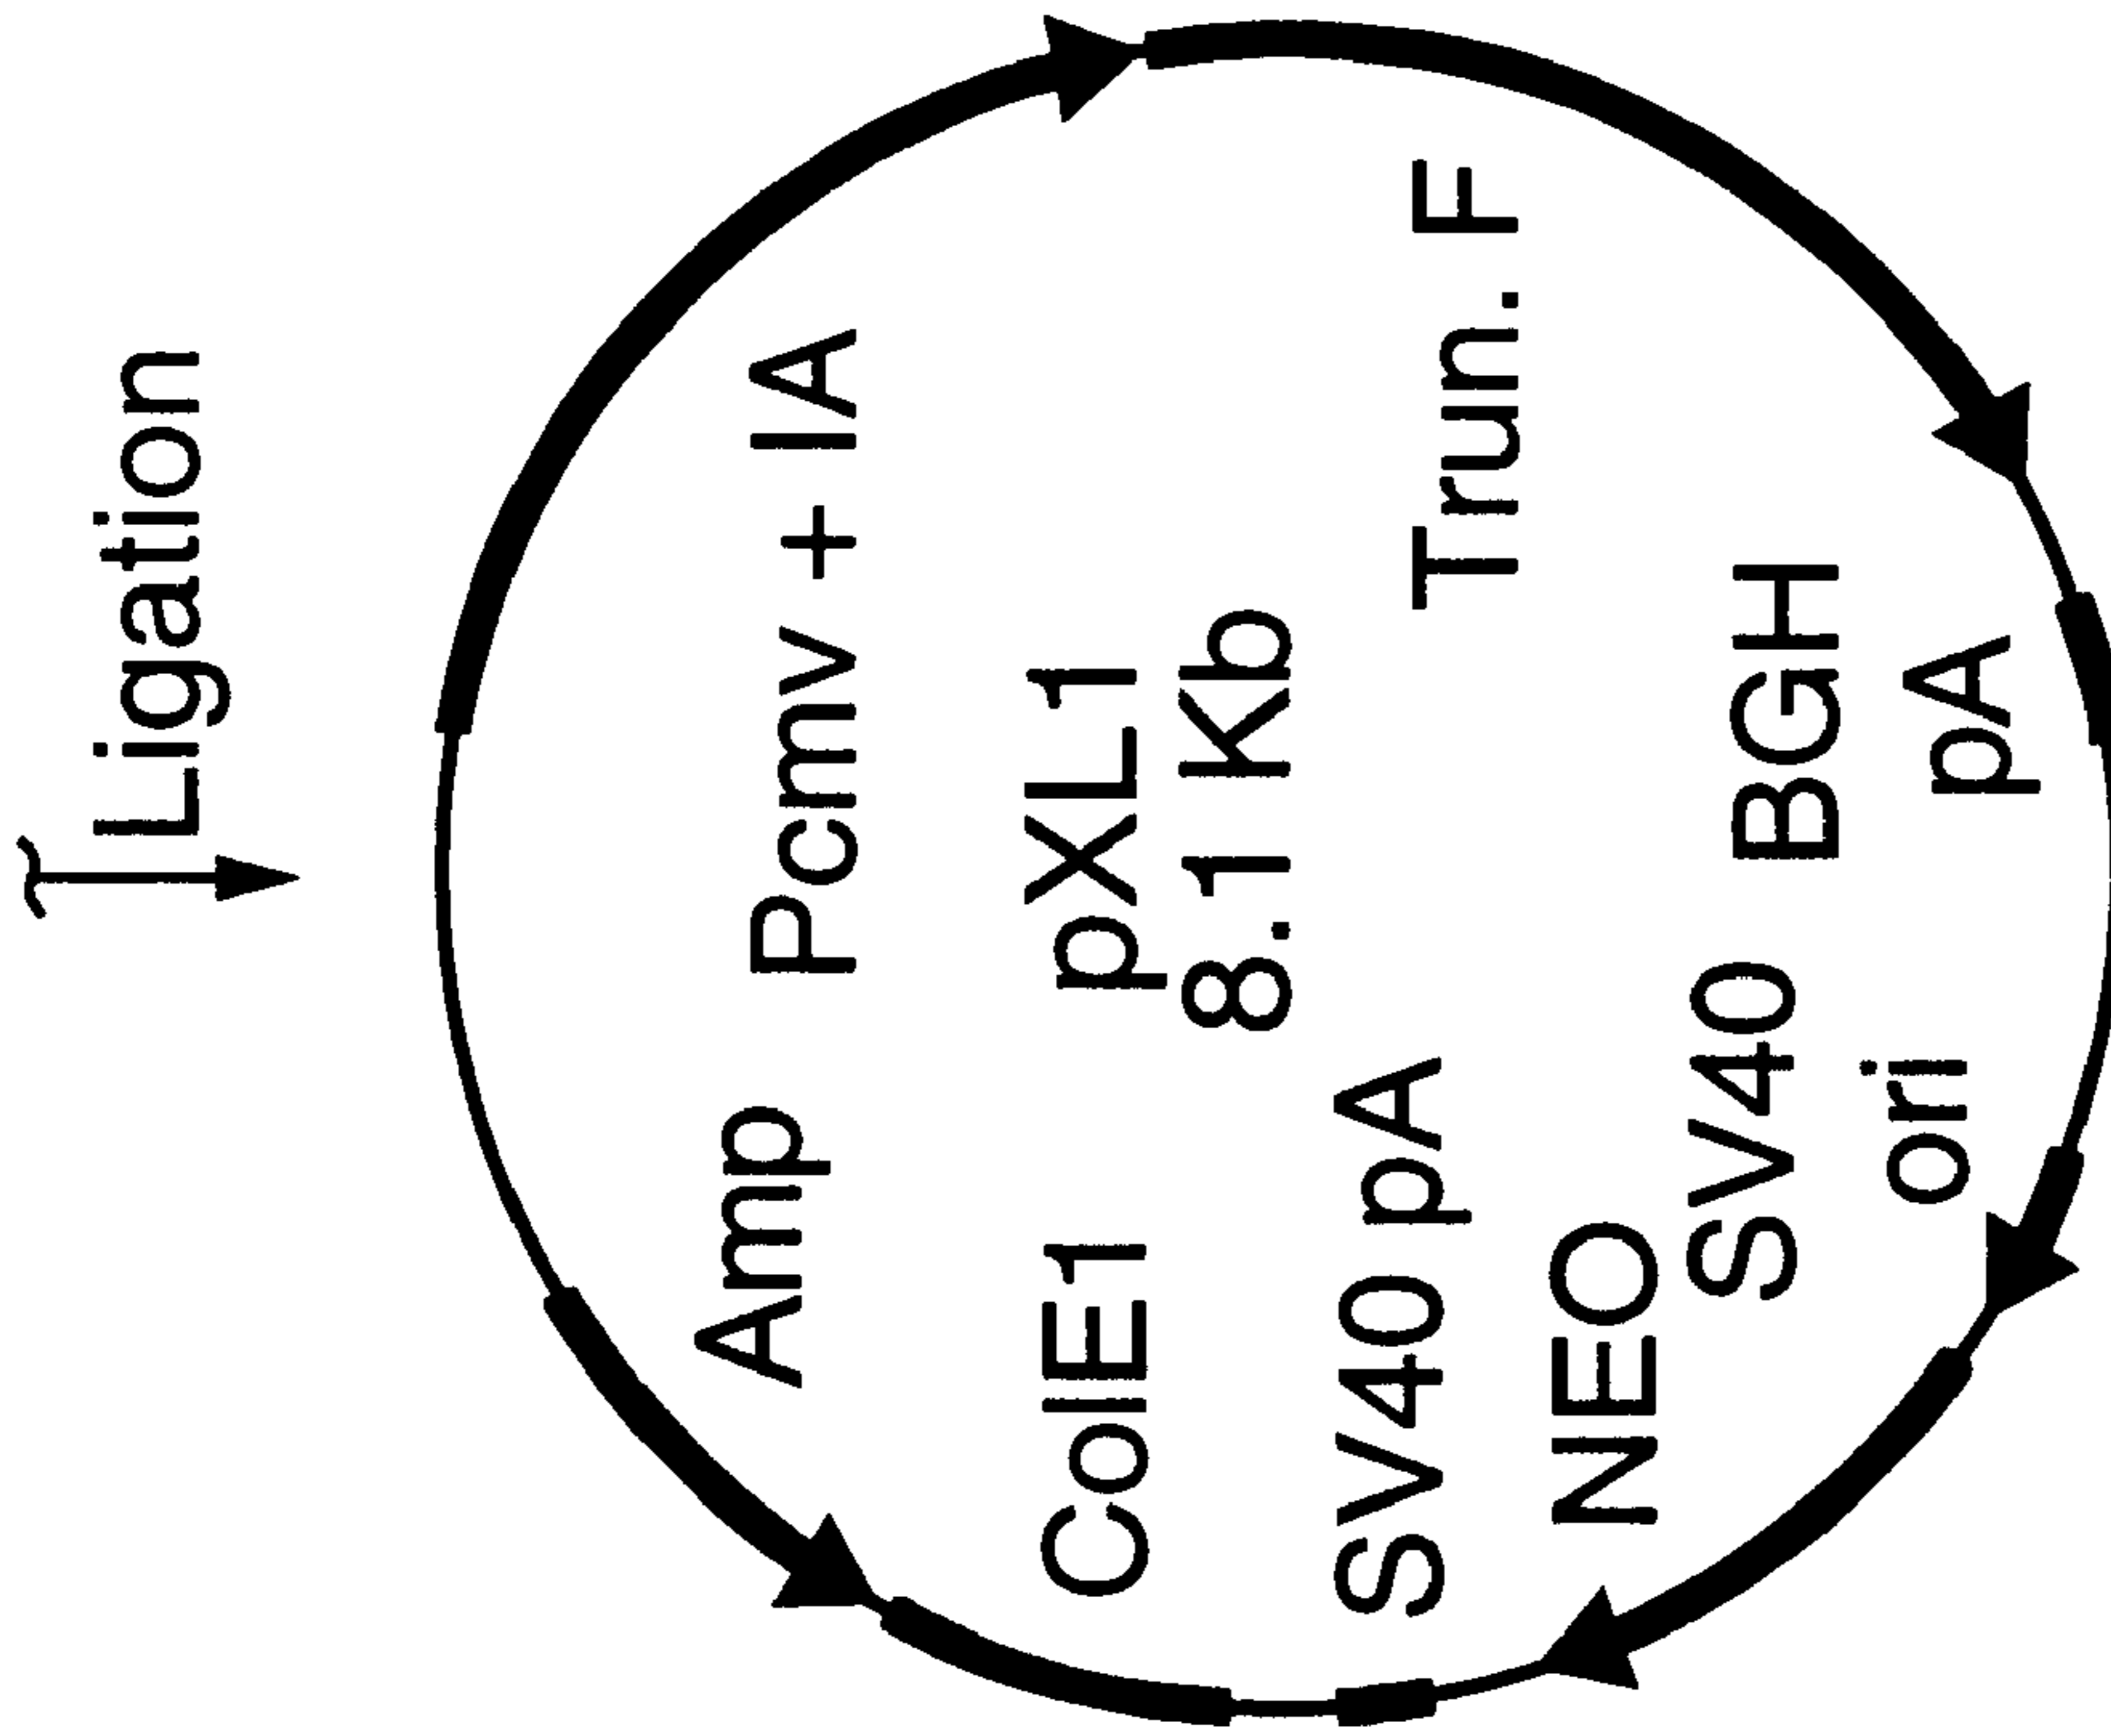 Ligation
Pcmv + IA
Amp
pXL1
8.1 Kb
ColE1
Trun. F
SV40 pA
NEO
SV40
ori
BGH
pA